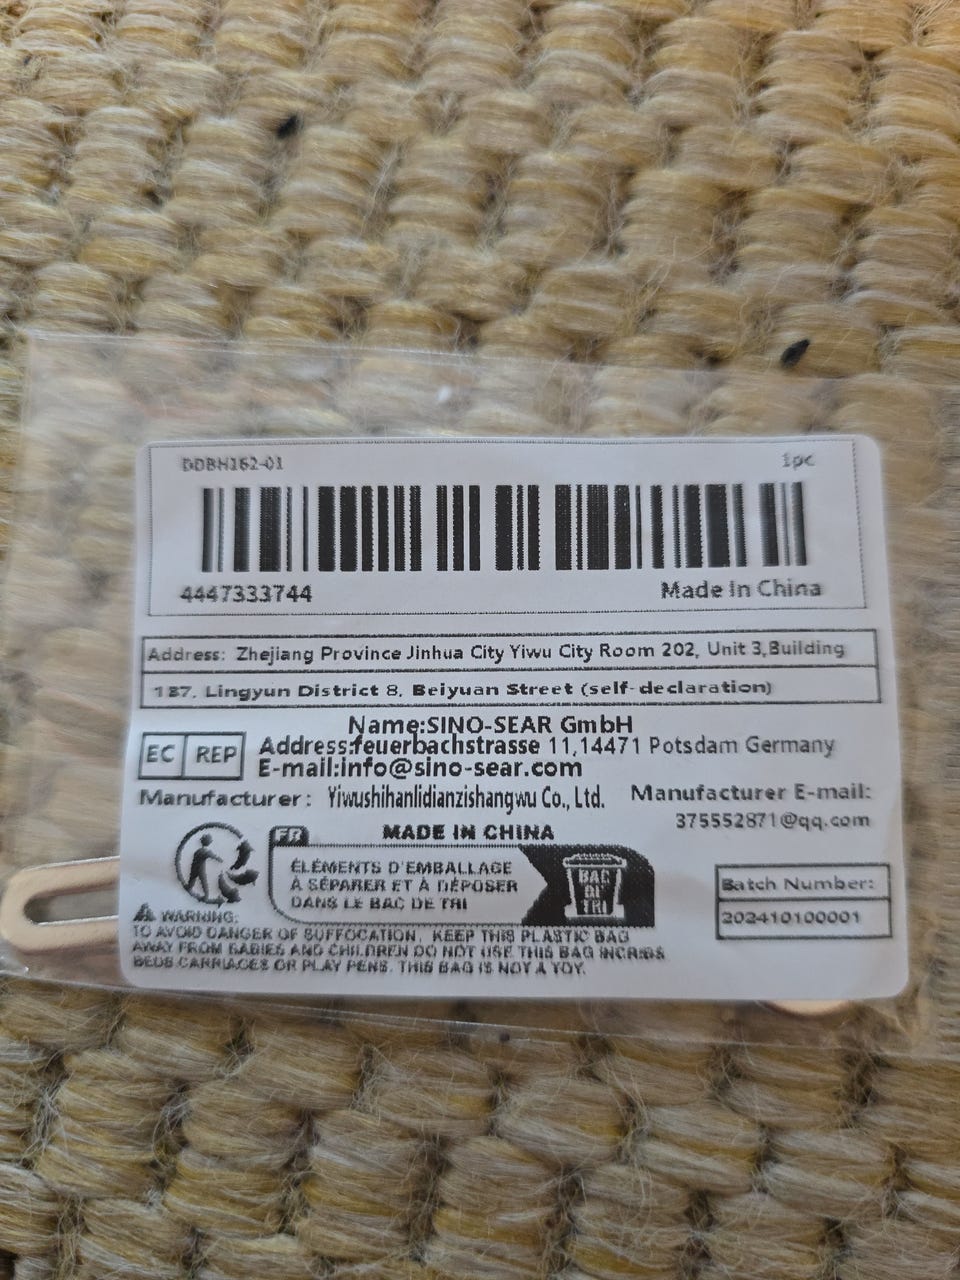 DDBH162-01 1pc
4447333744 Made In China
Address: Zhejiang Province Jinhua City Yiwu City Room 202, Unit 3,Building
187, Lingyun District 8, Beiyuan Street (self-declaration)
Name:SINO-SEAR GmbH
EC REP
Address:feuerbachstrasse 11,14471 Potsdam Germany
E-mail:info@sino-sear.com
Manufacturer: Yiwushihanlidianzishangwu Co., Ltd.
Manufacturer E-mail:
375552871@qq.com
FR
MADE IN CHINA
ÉLÉMENTS D'EMBALLAGE
À SÉPARER ET À DÉPOSER
DANS LE BAC DE TRI
BAC
DE
TRI
Batch Number:
202410100001
WARNING:
TO AVOID DANGER OF SUFFOCATION, KEEP THIS PLASTIC BAG
AWAY FROM BABIES AND CHILDREN DO NOT USE THIS BAG INCRIBS
BEDS.CARRIAGES OR PLAY PENS. THIS BAG IS NOT A TOY.